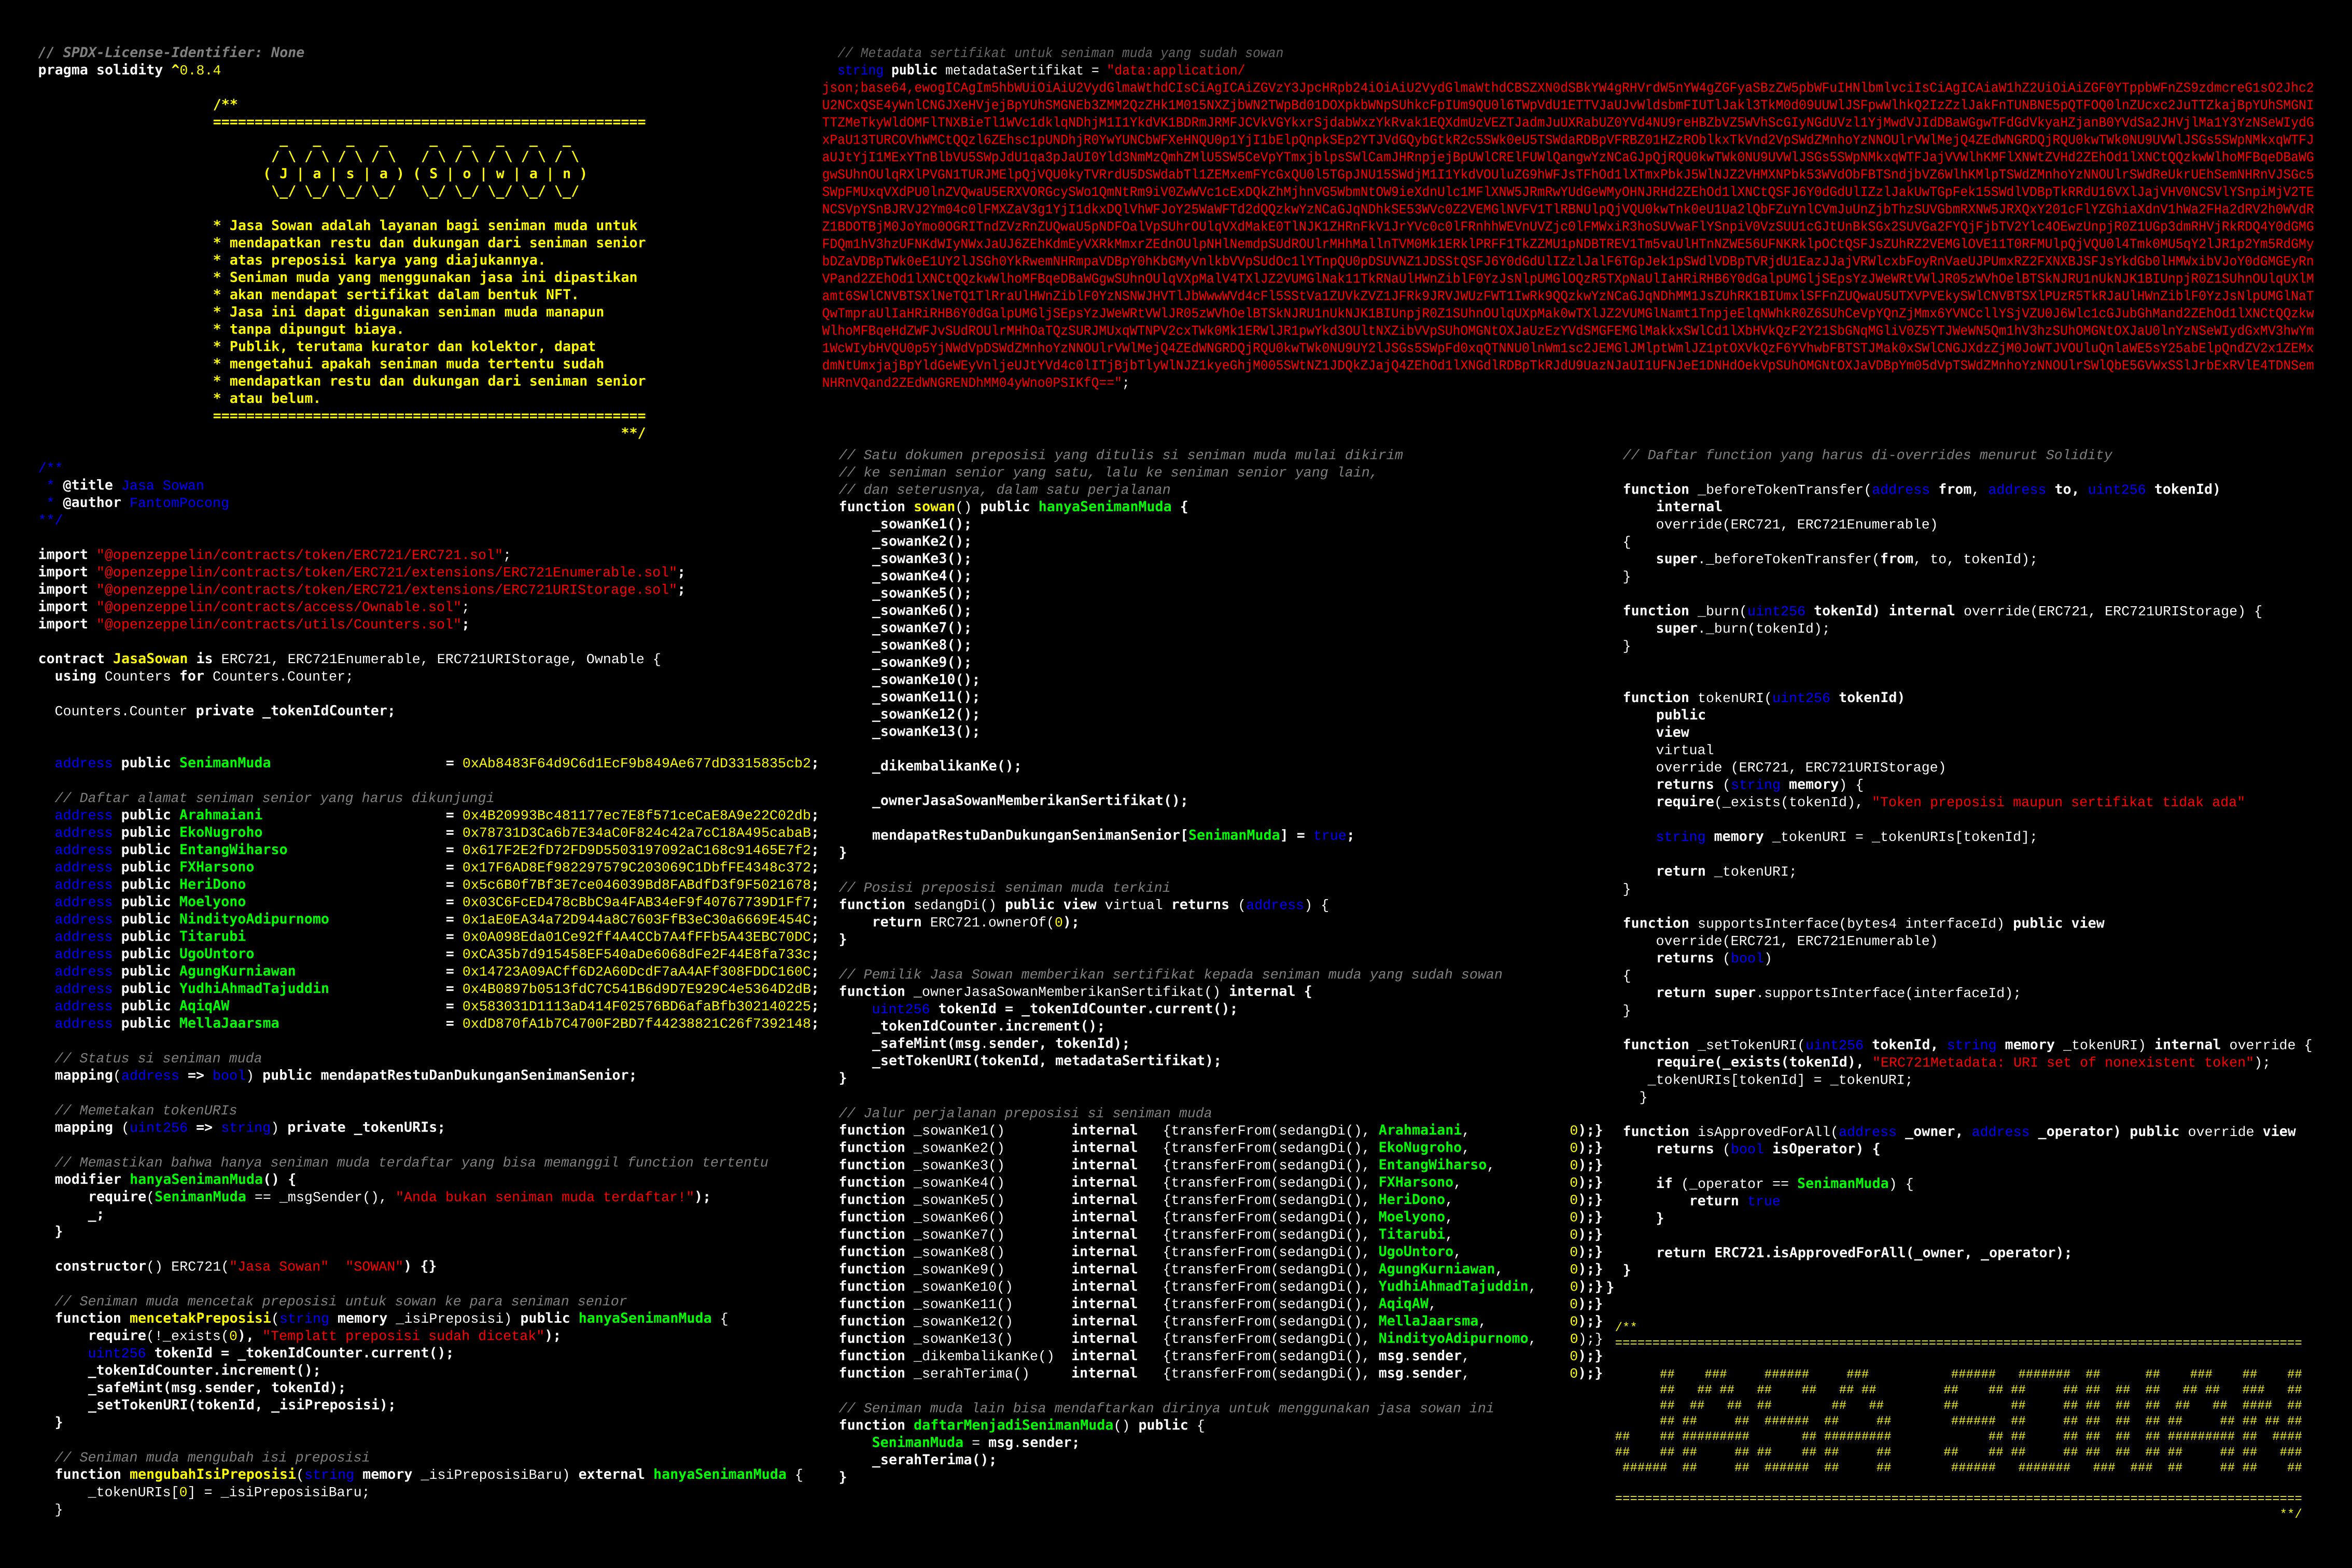 // SPDX-License-Identifier: None
pragma solidity ^0.8.4
/**
====================================================
( J | a | s | a ) ( S | o | w | a | n )
* Jasa Sowan adalah layanan bagi seniman muda untuk
* mendapatkan restu dan dukungan dari seniman senior
* atas preposisi karya yang diajukannya.
* Seniman muda yang menggunakan jasa ini dipastikan
* akan mendapat sertifikat dalam bentuk NFT.
* Jasa ini dapat digunakan seniman muda manapun
* tanpa dipungut biaya.
* Publik, terutama kurator dan kolektor, dapat
* mengetahui apakah seniman muda tertentu sudah
* mendapatkan restu dan dukungan dari seniman senior
* atau belum.
====================================================
**/
/**
* @title Jasa Sowan
* @author FantomPocong
**/
import "@openzeppelin/contracts/token/ERC721/ERC721.sol";
import "@openzeppelin/contracts/token/ERC721/extensions/ERC721Enumerable.sol";
import "@openzeppelin/contracts/token/ERC721/extensions/ERC721URIStorage.sol";
import "@openzeppelin/contracts/access/Ownable.sol";
import "@openzeppelin/contracts/utils/Counters.sol";
contract JasaSowan is ERC721, ERC721Enumerable, ERC721URIStorage, Ownable {
using Counters for Counters.Counter;
Counters.Counter private _tokenIdCounter;
address public SenimanMuda = 0xAb8483F64d9C6d1EcF9b849Ae677dD3315835cb2;
// Daftar alamat seniman senior yang harus dikunjungi
address public Arahmaiani = 0x4B20993Bc481177ec7E8f571ceCaE8A9e22C02db;
address public EkoNugroho = 0x78731D3Ca6b7E34aC0F824c42a7cC18A495cabaB;
address public EntangWiharso = 0x617F2E2fD72FD9D5503197092aC168c91465E7f2;
address public FXHarsono = 0x17F6AD8Ef982297579C203069C1DbfFE4348c372;
address public HeriDono = 0x5c6B0f7Bf3E7ce046039Bd8FABdfD3f9F5021678;
address public Moelyono = 0x03C6FcED478cBbC9a4FAB34eF9f40767739D1Ff7;
address public NindityoAdipurnomo = 0x1aE0EA34a72D944a8C7603FfB3eC30a6669E454C;
address public Titarubi = 0x0A098Eda01Ce92ff4A4CCb7A4fFFb5A43EBC70DC;
address public UgoUntoro = 0xCA35b7d915458EF540aDe6068dFe2F44E8fa733c;
address public AgungKurniawan = 0x14723A09ACff6D2A60DcdF7aA4AFf308FDDC160C;
address public YudhiAhmadTajuddin = 0x4B0897b0513fdC7C541B6d9D7E929C4e5364D2dB;
address public AqiqAW = 0x583031D1113aD414F02576BD6afaBfb302140225;
address public MellaJaarsma = 0xdD870fA1b7C4700F2BD7f44238821C26f7392148;
// Status si seniman muda
mapping(address => bool) public mendapatRestuDanDukunganSenimanSenior;
// Memetakan tokenURIs
mapping (uint256 => string) private _tokenURIs;
// Memastikan bahwa hanya seniman muda terdaftar yang bisa memanggil function tertentu
modifier hanyaSenimanMuda() {
require(SenimanMuda == _msgSender(), "Anda bukan seniman muda terdaftar!");
_;
}
constructor() ERC721("Jasa Sowan" "SOWAN") {}
// Seniman muda mencetak preposisi untuk sowan ke para seniman senior
function mencetakPreposisi(string memory _isiPreposisi) public hanyaSenimanMuda {
require(!_exists(0), "Templatt preposisi sudah dicetak");
uint256 tokenId = _tokenIdCounter.current();
_tokenIdCounter.increment();
_safeMint(msg.sender, tokenId);
_setTokenURI(tokenId, _isiPreposisi);
}
// Seniman muda mengubah isi preposisi
function mengubahIsiPreposisi(string memory _isiPreposisiBaru) external hanyaSenimanMuda {
_tokenURIs[0] = _isiPreposisiBaru;
}
// Metadata sertifikat untuk seniman muda yang sudah sowan
string public metadataSertifikat = "data:application/
// Satu dokumen preposisi yang ditulis si seniman muda mulai dikirim
// ke seniman senior yang satu, lalu ke seniman senior yang lain,
// dan seterusnya, dalam satu perjalanan
function sowan() public hanyaSenimanMuda {
_sowanKe1();
_sowanKe2();
_sowanKe3();
_sowanKe4();
_sowanKe5();
_sowanKe6();
_sowanKe7();
_sowanKe8();
_sowanKe9();
_sowanKe10();
_sowanKe11();
_sowanKe12();
_sowanKe13();
_dikembalikanKe();
_ownerJasaSowanMemberikanSertifikat();
mendapatRestuDanDukunganSenimanSenior[SenimanMuda] = true;
}
// Posisi preposisi seniman muda terkini
function sedangDi() public view virtual returns (address) {
return ERC721.ownerOf(0);
}
// Pemilik Jasa Sowan memberikan sertifikat kepada seniman muda yang sudah sowan
function _ownerJasaSowanMemberikanSertifikat() internal {
uint256 tokenId = _tokenIdCounter.current();
_tokenIdCounter.increment();
_safeMint(msg.sender, tokenId);
_setTokenURI(tokenId, metadataSertifikat);
}
// Jalur perjalanan preposisi si seniman muda
function _sowanKe1() internal {transferFrom(sedangDi(), Arahmaiani, 0);}
function _sowanKe2() internal {transferFrom(sedangDi(), EkoNugroho, 0);}
function _sowanKe3() internal {transferFrom(sedangDi(), EntangWiharso, 0);}
function _sowanKe4() internal {transferFrom(sedangDi(), FXHarsono, 0);}
function _sowanKe5() internal {transferFrom(sedangDi(), HeriDono, 0);}
function _sowanKe6() internal {transferFrom(sedangDi(), Moelyono, 0);}
function _sowanKe7() internal {transferFrom(sedangDi(), Titarubi, 0);}
function _sowanKe8() internal {transferFrom(sedangDi(), UgoUntoro, 0);}
function _sowanKe9() internal {transferFrom(sedangDi(), AgungKurniawan, 0);}
function _sowanKe10() internal {transferFrom(sedangDi(), YudhiAhmadTajuddin, 0);}
function _sowanKe11() internal {transferFrom(sedangDi(), AqiqAW, 0);}
function _sowanKe12() internal {transferFrom(sedangDi(), MellaJaarsma, 0);}
function _sowanKe13() internal {transferFrom(sedangDi(), NindityoAdipurnomo, 0);}
function _dikembalikanKe() internal {transferFrom(sedangDi(), msg.sender, 0);}
function _serahTerima() internal {transferFrom(sedangDi(), msg.sender, 0);}
// Seniman muda lain bisa mendaftarkan dirinya untuk menggunakan jasa sowan ini
function daftarMenjadiSenimanMuda() public {
SenimanMuda = msg.sender;
_serahTerima();
}
// Daftar function yang harus di-overrides menurut Solidity
function _beforeTokenTransfer(address from, address to, uint256 tokenId)
internal
override(ERC721, ERC721Enumerable)
{
super._beforeTokenTransfer(from, to, tokenId);
}
function _burn(uint256 tokenId) internal override(ERC721, ERC721URIStorage) {
super._burn(tokenId);
}
function tokenURI(uint256 tokenId)
public
view
virtual
override (ERC721, ERC721URIStorage)
returns (string memory) {
require(_exists(tokenId), "Token preposisi maupun sertifikat tidak ada"
string memory _tokenURI = _tokenURIs[tokenId];
return _tokenURI;
}
function supportsInterface(bytes4 interfaceId) public view
override(ERC721, ERC721Enumerable)
returns (bool)
{
return super.supportsInterface(interfaceId);
}
function _setTokenURI(uint256 tokenId, string memory _tokenURI) internal override {
require(_exists(tokenId), "ERC721Metadata: URI set of nonexistent token");
_tokenURIs[tokenId] = _tokenURI;
}
function isApprovedForAll(address _owner, address _operator) public override view
returns (bool isOperator) {
if (_operator == SenimanMuda) {
return true
}
return ERC721.isApprovedForAll(_owner, _operator);
}
}
/**
JASA SOWAN
**/